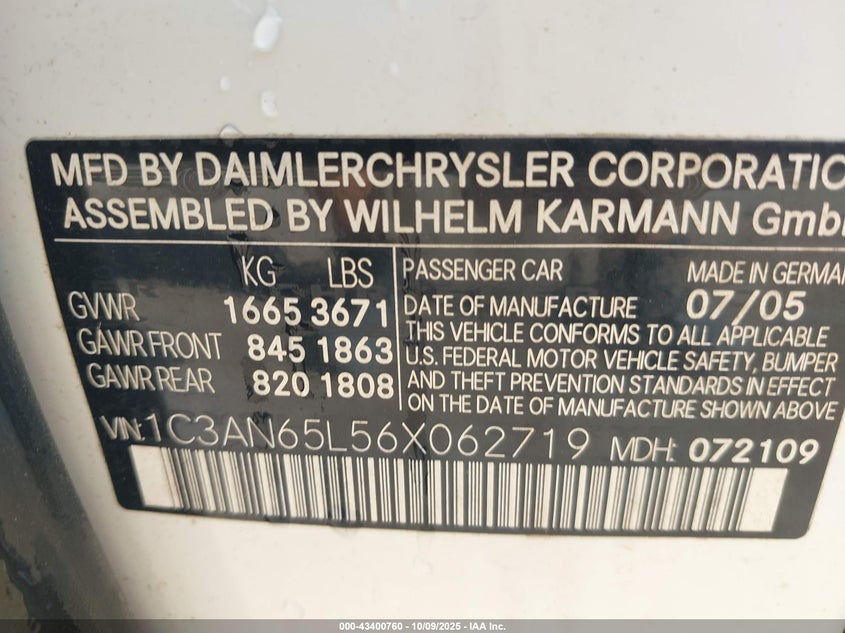 MFD BY DAIMLERCHRYSLER CORPORATIO
ASSEMBLED BY WILHELM KARMANN Gmb
KG LBS
GVWR 1665 3671
GAWR FRONT 845 1863
GAWR REAR 820 1808
PASSENGER CAR MADE IN GERMAN
DATE OF MANUFACTURE 07/05
THIS VEHICLE CONFORMS TO ALL APPLICABLE
U.S. FEDERAL MOTOR VEHICLE SAFETY, BUMPER
AND THEFT PREVENTION STANDARDS IN EFFECT
ON THE DATE OF MANUFACTURE SHOWN ABOVE.
VIN: 1C3AN65L56X062719 MDH: 072109
000-43400760 - 10/09/2025 - IAA Inc.